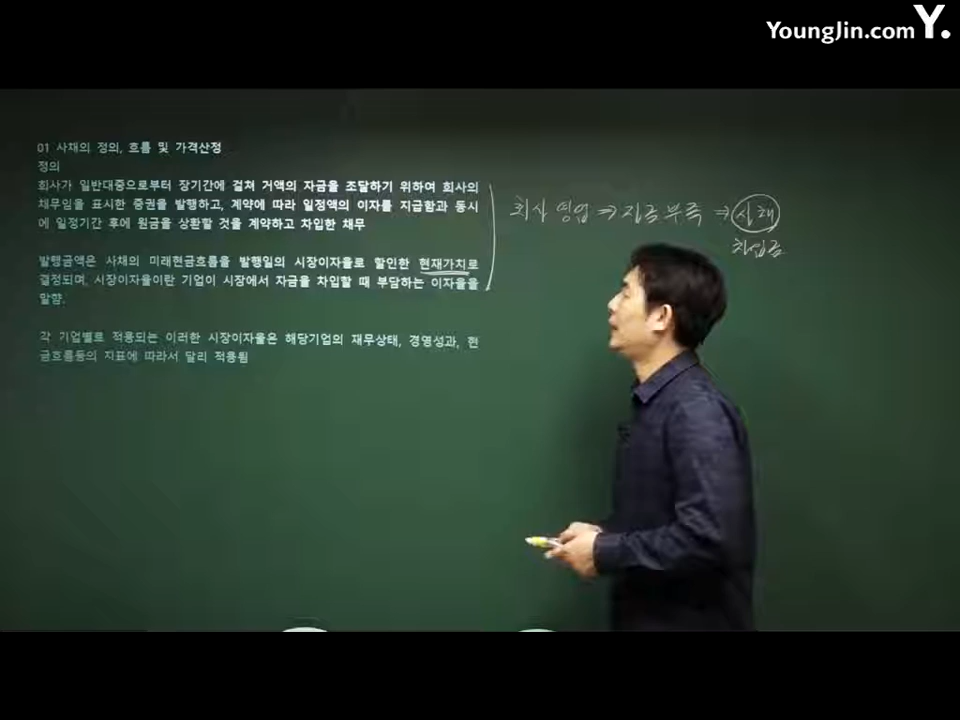 YoungJin.com Y.
01 사채의 정의, 흐름 및 가격산정
정의
회사가 일반대중으로부터 장기간에 걸쳐 거액의 자금을 조달하기 위하여 회사의
채무임을 표시한 증권을 발행하고, 계약에 따라 일정액의 이자를 지급함과 동시
에 일정기간 후에 원금을 상환할 것을 계약하고 차입한 채무
발행금액은 사채의 미래현금흐름을 발행일의 시장이자율로 할인한 현재가치로
결정되며, 시장이자율이란 기업이 시장에서 자금을 차입할 때 부담하는 이자율을
말함.
각 기업별로 적용되는 이러한 시장이자율은 해당기업의 재무상태, 경영성과, 현
금흐름등의 지표에 따라서 달리 적용됨
회사 영업 ⇒ 자금 부족 ⇒ 사채
차입금